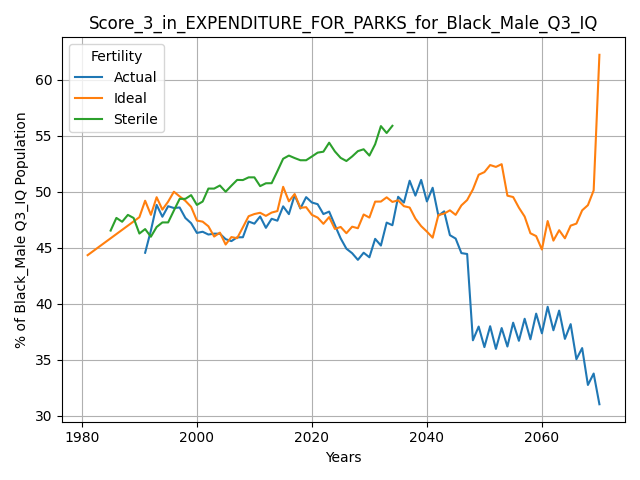 Score_3_in_EXPENDITURE_FOR_PARKS_for_Black_Male_Q3_IQ
Fertility
Actual
Ideal
Sterile
% of Black_Male Q3_IQ Population
60
55
50
45
40
35
30
1980
2000
2020
2040
2060
Years